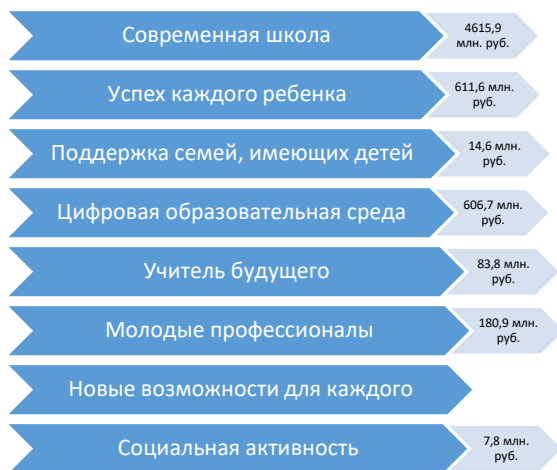 Современная школа
4615,9
млн. руб.
Успех каждого ребенка
611,6 млн.
руб.
Поддержка семей, имеющих детей
14,6 млн.
руб.
Цифровая образовательная среда
606,7 млн.
руб.
Учитель будущего
83,8 млн.
руб.
Молодые профессионалы
180,9 млн.
руб.
Новые возможности для каждого
Социальная активность
7,8 млн.
руб.